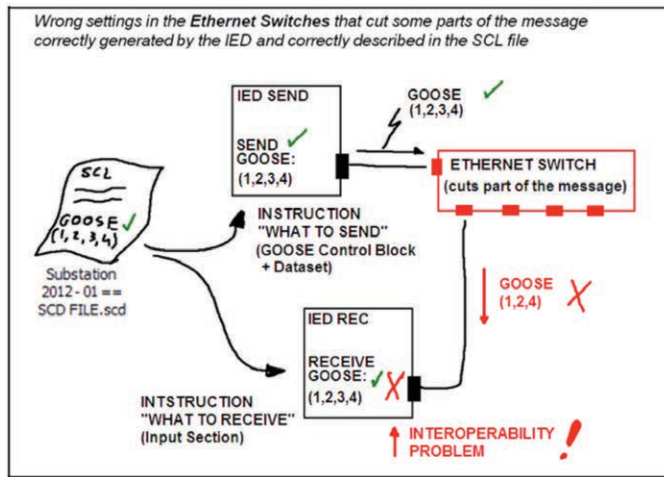 Wrong settings in the Ethernet Switches that cut some parts of the message
correctly generated by the IED and correctly described in the SCL file
IED SEND
SEND
GOOSE:
(1,2,3,4)
GOOSE
(1,2,3,4)
ETHERNET SWITCH
(cuts part of the message)
SCL
GOOSE
(1,2,3,4)
Substation
2012 - 01 ==
SCD FILE.scd
INSTRUCTION
"WHAT TO SEND"
(GOOSE Control Block
+ Dataset)
GOOSE
(1,2,4)
IED REC
RECEIVE
GOOSE:
(1,2,3,4)
INTSTRUCTION
"WHAT TO RECEIVE"
(Input Section)
INTEROPERABILITY
PROBLEM !